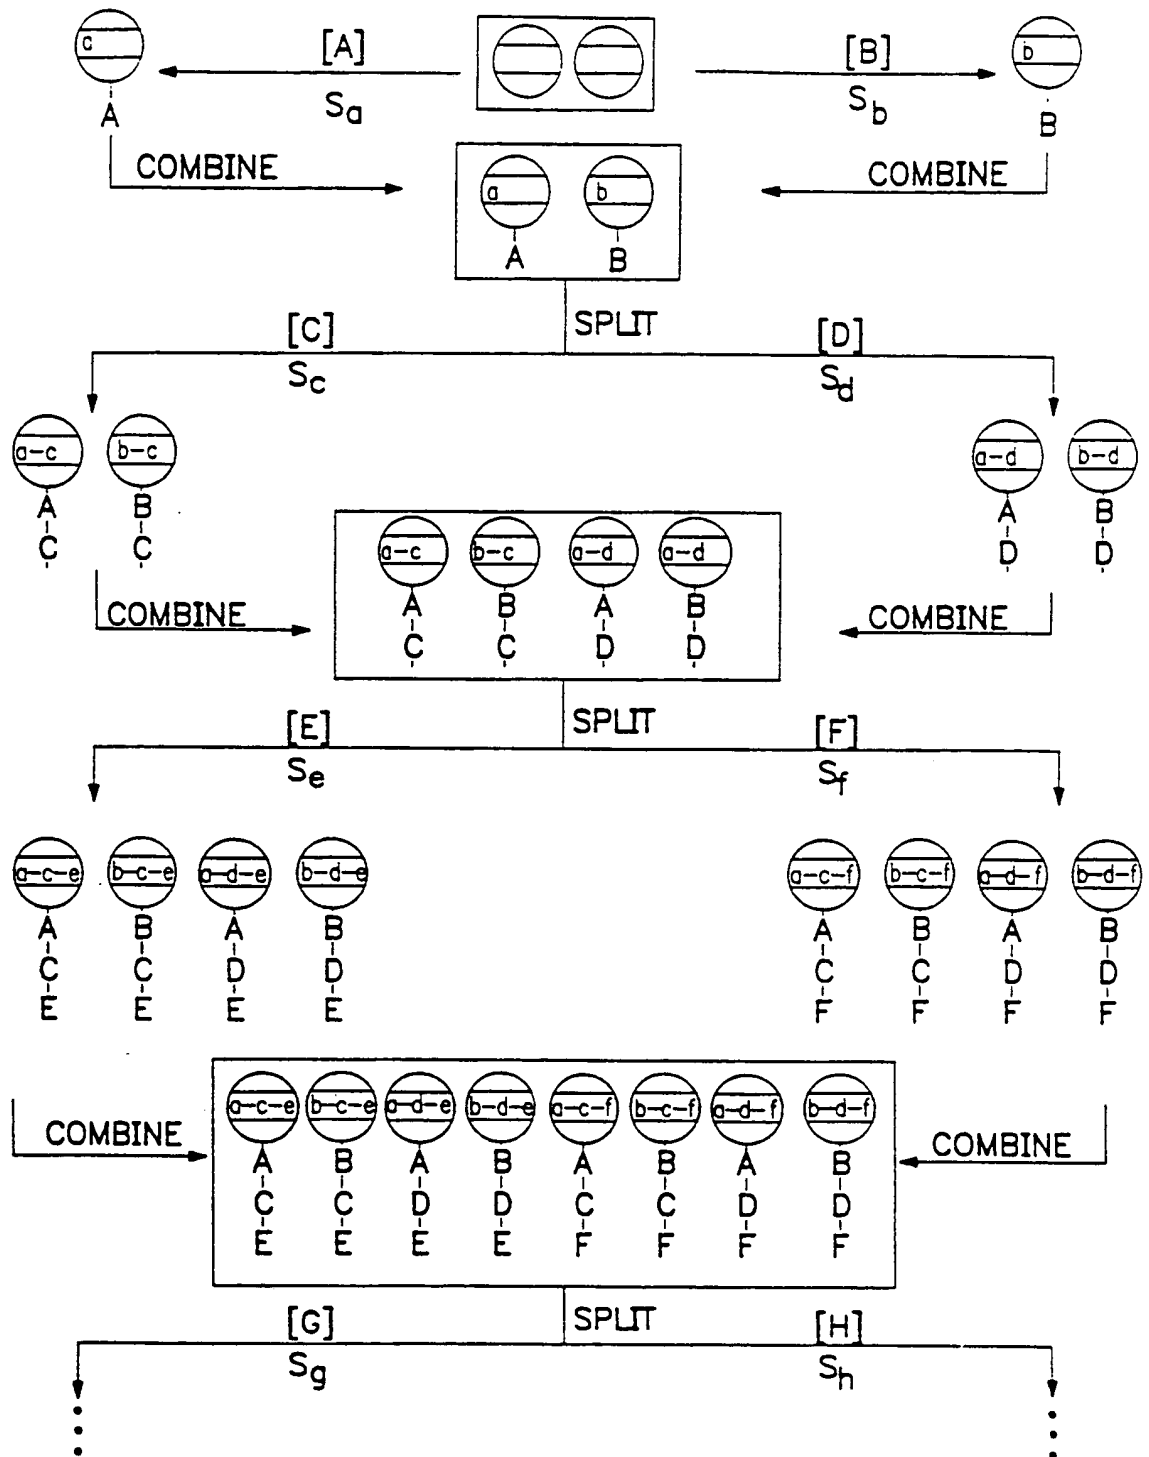 [A] [B]
a b
Sa Sb
A B
COMBINE COMBINE
a b
A B
SPLIT
[C] [D]
Sc Sd
a-c b-c a-d b-d
A B A B
C C D D
a-c b-c a-d a-d
A B A B
C C D D
COMBINE COMBINE
SPLIT
[E] [F]
Se Sf
a-c-e b-c-e a-d-e b-d-e a-c-f b-c-f a-d-f b-d-f
A B A B A B A B
C C D D C C D D
E E E E F F F F
a-c-e b-c-e a-d-e b-d-e a-c-f b-c-f a-d-f b-d-f
COMBINE COMBINE
A B A B A B A B
C C D D C C D D
E E E E F F F F
SPLIT
[G] [H]
Sg Sh